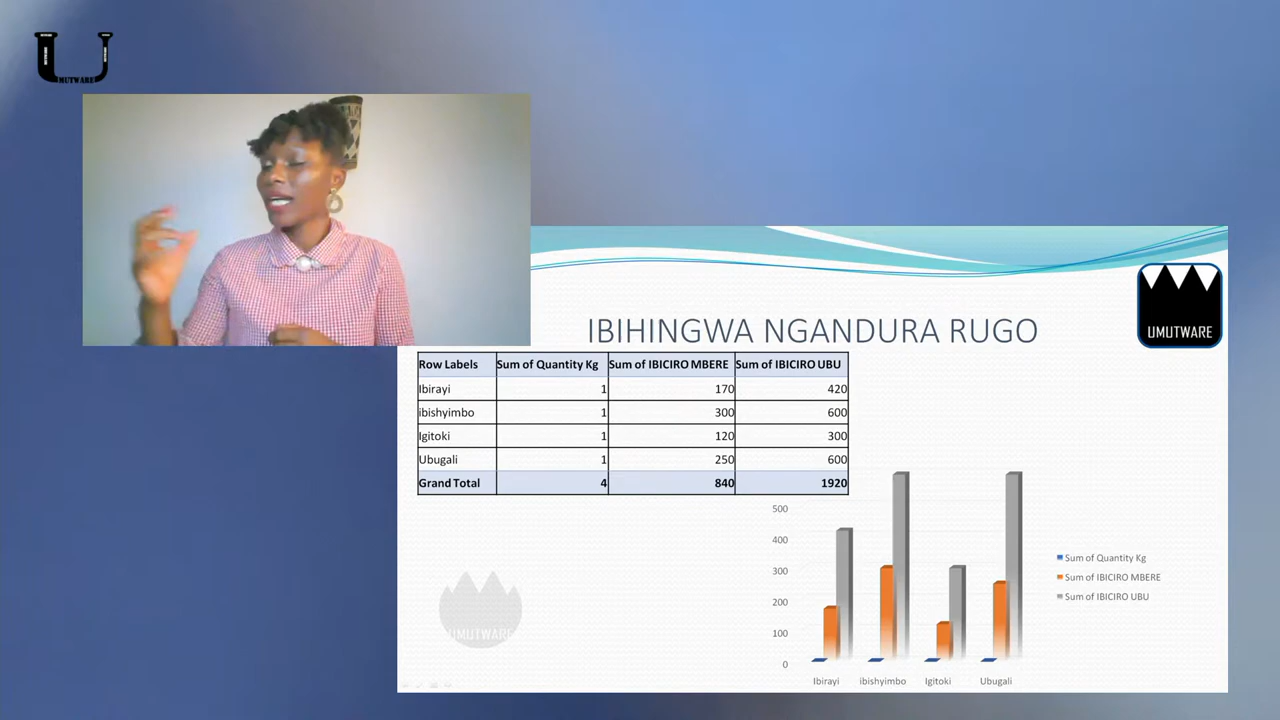 U
MUTWARE
IBIHINGWA NGANDURA RUGO
UMUTWARE
Row Labels Sum of Quantity Kg Sum of IBICIRO MBERE Sum of IBICIRO UBU
Ibirayi 1 170 420
ibishyimbo 1 300 600
Igitoki 1 120 300
Ubugali 1 250 600
Grand Total 4 840 1920
500
400
300
200
100
0
Ibirayi ibishyimbo Igitoki Ubugali
Sum of Quantity Kg
Sum of IBICIRO MBERE
Sum of IBICIRO UBU
UMUTWARE